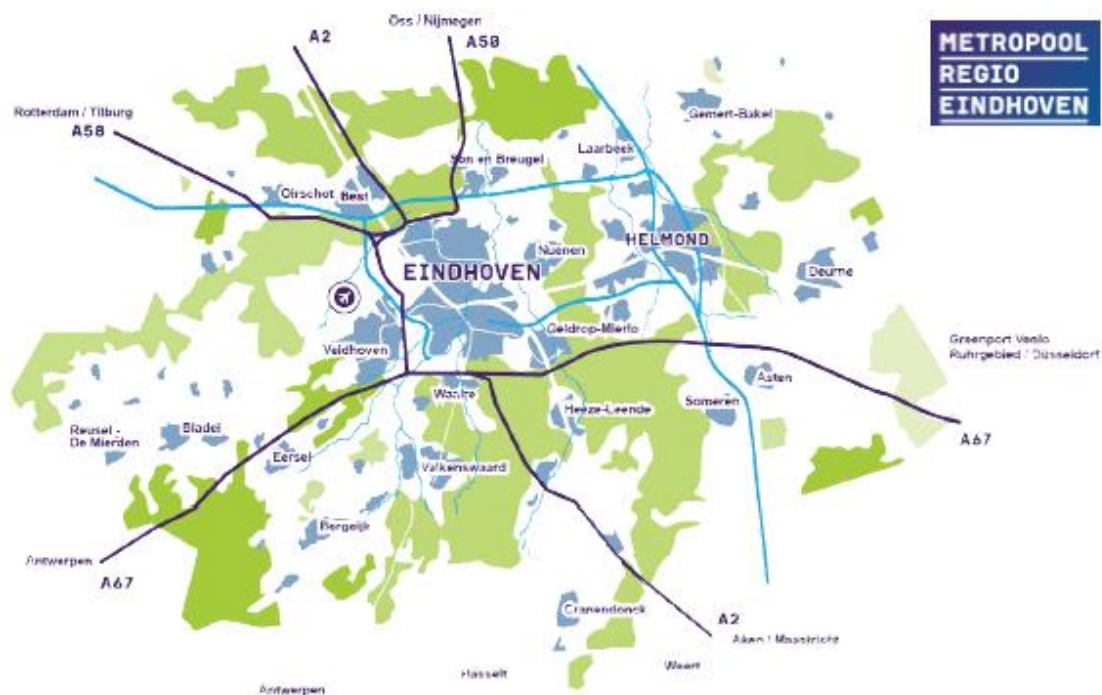 Oss / Nijmegen
A2
A50
METROPOOL
REGIO
EINDHOVEN
Rotterdam / Tilburg
A58
Gemert-Bakel
Laarbeek
Son en Breugel
Oirschot
Best
HELMOND
Nuenen
EINDHOVEN
Deurne
Geldrop-Mierlo
Veldhoven
Greenport Venlo
Ruhrgebied / Düsseldorf
Asten
Waalre
Someren
Heeze-Leende
Reusel -
De Mierden
Bladel
A67
Eersel
Valkenswaard
Bergeijk
Antwerpen
A67
Cranendonck
A2
Aken / Maastricht
Weert
Hasselt
Antwerpen